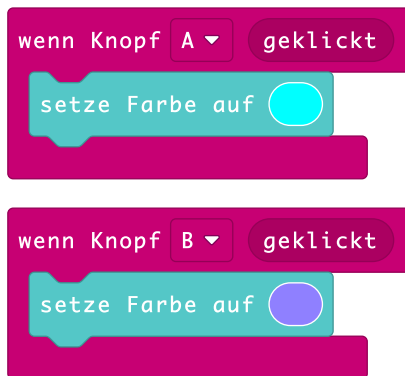 wenn Knopf A geklickt
setze Farbe auf
wenn Knopf B geklickt
setze Farbe auf